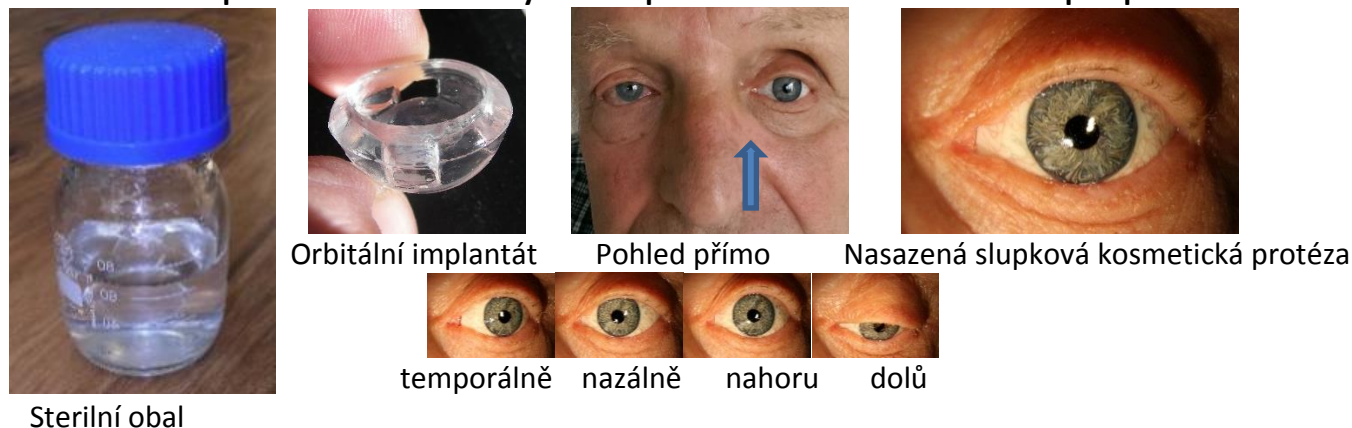 Orbitální implantát
Pohled přímo
Nasazená slupková kosmetická protéza
temporálně
nazálně
nahoru
dolů
Sterilní obal